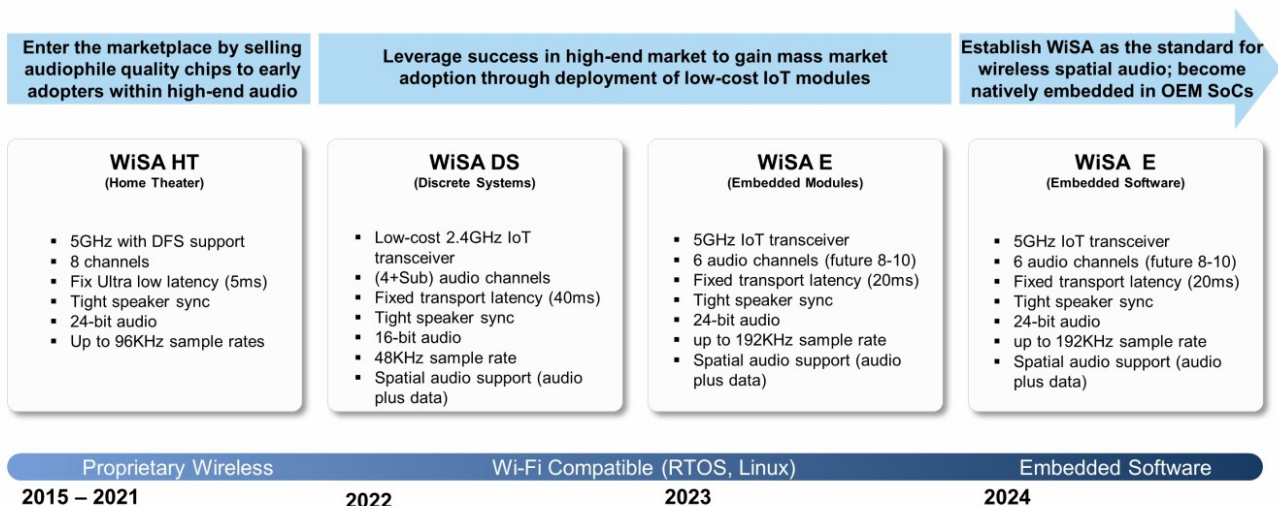 Enter the marketplace by selling
audiophile quality chips to early
adopters within high-end audio
Leverage success in high-end market to gain mass market
adoption through deployment of low-cost IoT modules
Establish WiSA as the standard for
wireless spatial audio; become
natively embedded in OEM SoCs
WiSA HT
(Home Theater)
▪ 5GHz with DFS support
▪ 8 channels
▪ Fix Ultra low latency (5ms)
▪ Tight speaker sync
▪ 24-bit audio
▪ Up to 96KHz sample rates
WiSA DS
(Discrete Systems)
▪ Low-cost 2.4GHz IoT
transceiver
▪ (4+Sub) audio channels
▪ Fixed transport latency (40ms)
▪ Tight speaker sync
▪ 16-bit audio
▪ 48KHz sample rate
▪ Spatial audio support (audio
plus data)
WiSA E
(Embedded Modules)
▪ 5GHz IoT transceiver
▪ 6 audio channels (future 8-10)
▪ Fixed transport latency (20ms)
▪ Tight speaker sync
▪ 24-bit audio
▪ up to 192KHz sample rate
▪ Spatial audio support (audio
plus data)
WiSA E
(Embedded Software)
▪ 5GHz IoT transceiver
▪ 6 audio channels (future 8-10)
▪ Fixed transport latency (20ms)
▪ Tight speaker sync
▪ 24-bit audio
▪ up to 192KHz sample rate
▪ Spatial audio support (audio
plus data)
Proprietary Wireless
Wi-Fi Compatible (RTOS, Linux)
Embedded Software
2015 – 2021
2022
2023
2024